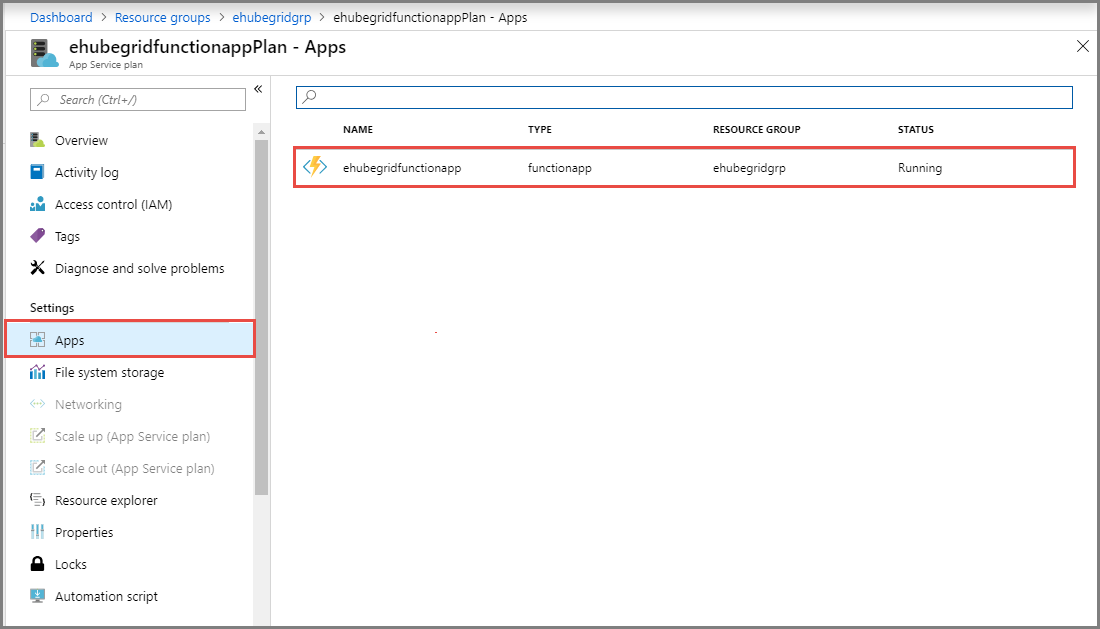 Dashboard > Resource groups > ehubegridgrp > ehubegridfunctionappPlan - Apps
ehubegridfunctionappPlan - Apps
App Service plan
Search (Ctrl+/)
«
Overview
Activity log
Access control (IAM)
Tags
Diagnose and solve problems
Settings
Apps
File system storage
Networking
Scale up (App Service plan)
Scale out (App Service plan)
Resource explorer
Properties
Locks
Automation script
NAME TYPE RESOURCE GROUP STATUS
ehubegridfunctionapp functionapp ehubegridgrp Running